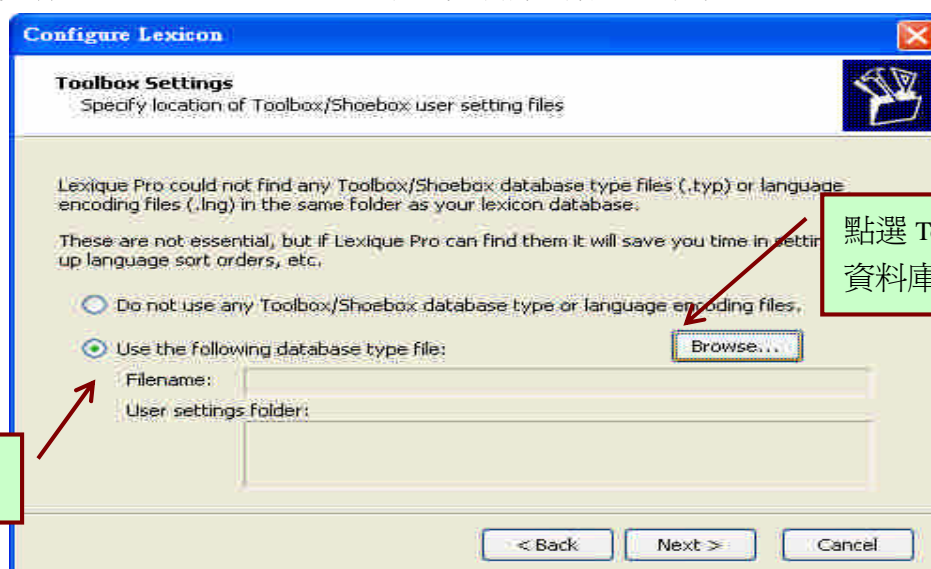 Configure Lexicon
Toolbox Settings
Specify location of Toolbox/Shoebox user setting files
Lexique Pro could not find any Toolbox/Shoebox database type files (.typ) or language
encoding files (.lng) in the same folder as your lexicon database.
These are not essential, but if Lexique Pro can find them it will save you time in settin
up language sort orders, etc.
點選 T
資料庫
Do not use any Toolbox/Shoebox database type or language encoding files.
Use the following database type file:
Browse...
Filename:
User settings folder:
< Back
Next >
Cancel